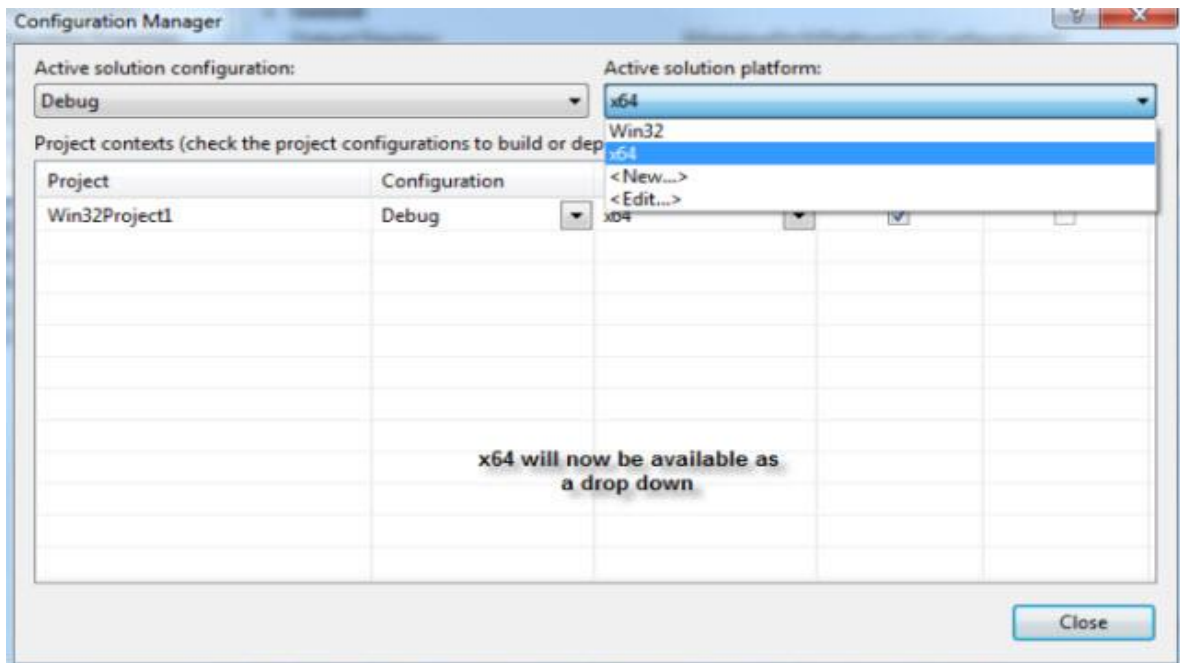 Configuration Manager
Active solution configuration:
Active solution platform:
Debug
x64
Project contexts (check the project configurations to build or dep
Win32
x64
<New...>
<Edit...>
Project
Configuration
Win32Project1
Debug
x64
x64 will now be available as
a drop down
Close